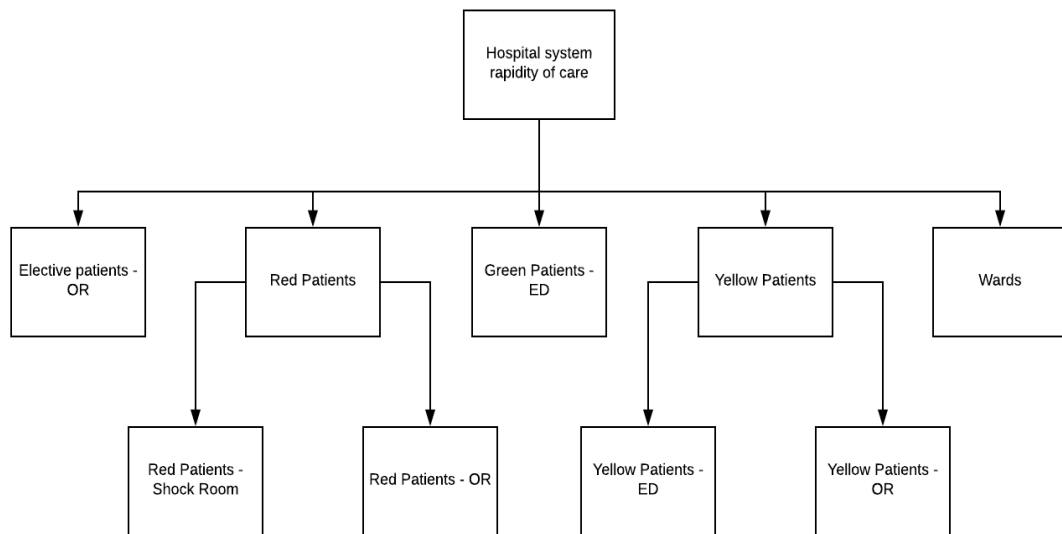 Hospital system
rapidity of care
Elective patients -
OR
Red Patients
Green Patients -
ED
Yellow Patients
Wards
Red Patients -
Shock Room
Red Patients - OR
Yellow Patients -
ED
Yellow Patients -
OR